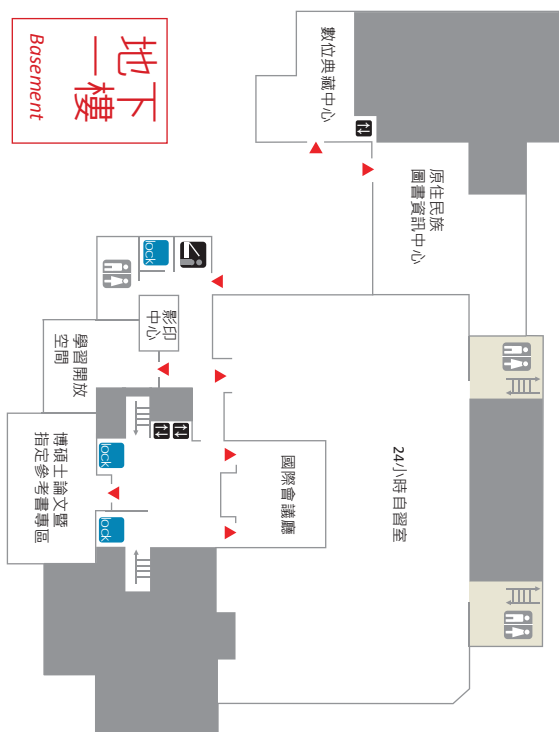 地下
一樓
Basement
數位典藏中心
原住民族
圖書資訊中心
lock
影印
中心
學習開放
空間
lock
博碩士論文暨
指定參考書專區
lock
國際會議廳
24小時自習室